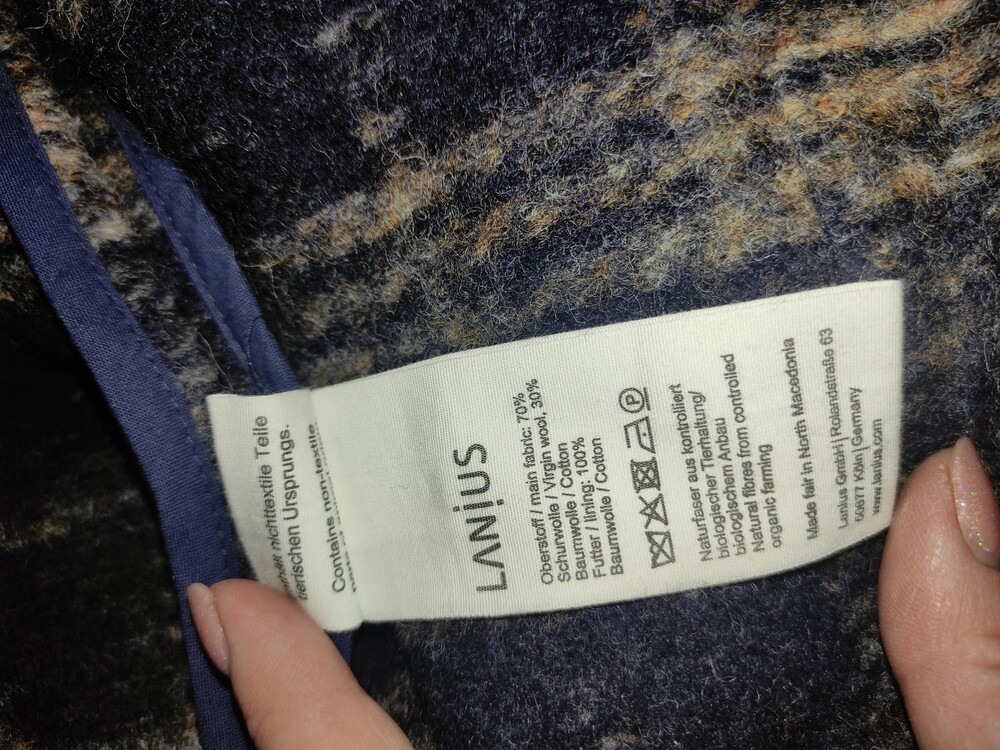 enthält nichttextile Teile
tierischen Ursprungs.
Contains non-textile
LANIUS
Oberstoff / main fabric: 70%
Schurwolle / Virgin wool, 30%
Baumwolle / Cotton
Futter / lining: 100%
Baumwolle / Cotton
P
Naturfaser aus kontrolliert
biologischer Tierhaltung/
biologischem Anbau
Natural fibres from controlled
organic farming
Made fair in North Macedonia
Lanius GmbH | Rolandstraße 63
50677 Köln | Germany
www.lanius.com